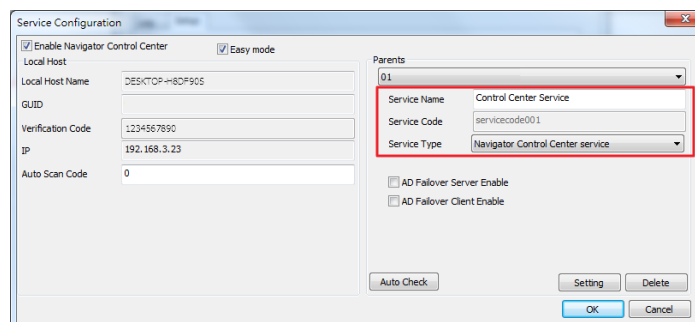 Service Configuration
Enable Navigator Control Center
Easy mode
Local Host
Local Host Name
DESKTOP-H8DF90S
GUID
Verification Code
1234567890
IP
192.168.3.23
Auto Scan Code
0
Parents
01
Service Name
Control Center Service
Service Code
servicecode001
Service Type
Navigator Control Center service
AD Failover Server Enable
AD Failover Client Enable
Auto Check
Setting
Delete
OK
Cancel